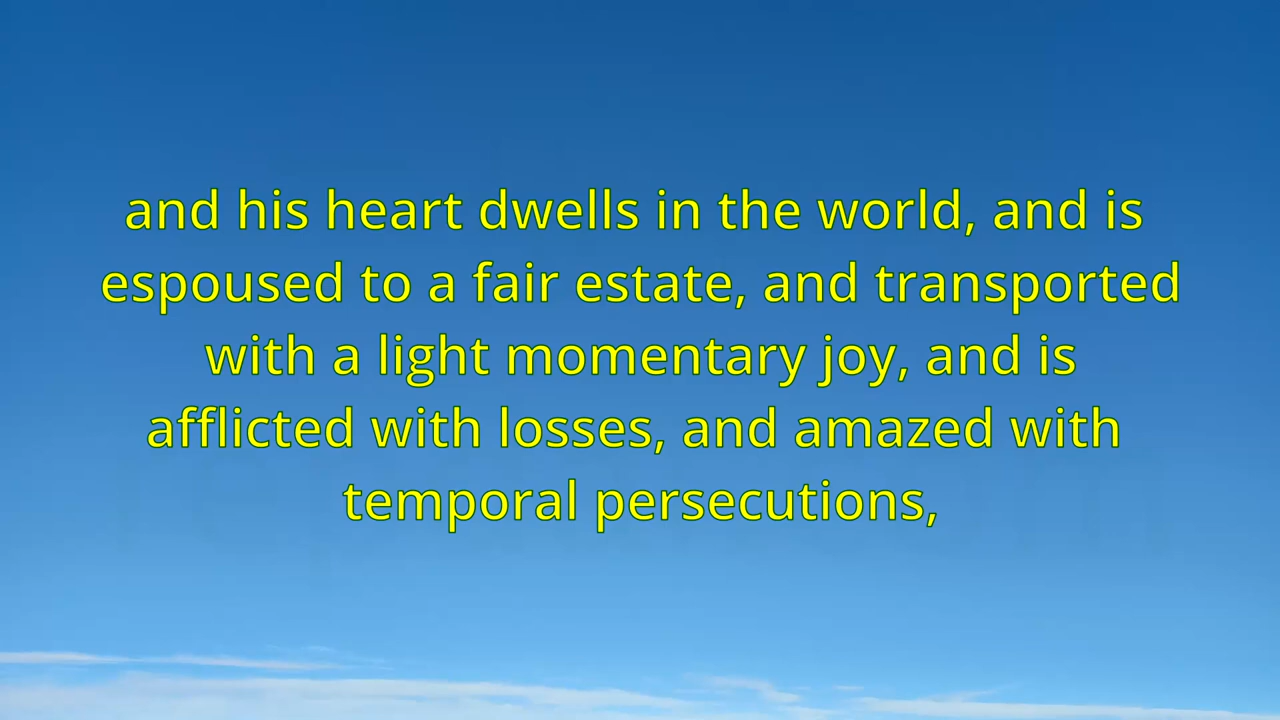 and his heart dwells in the world, and is
espoused to a fair estate, and transported
with a light momentary joy, and is
afflicted with losses, and amazed with
temporal persecutions,